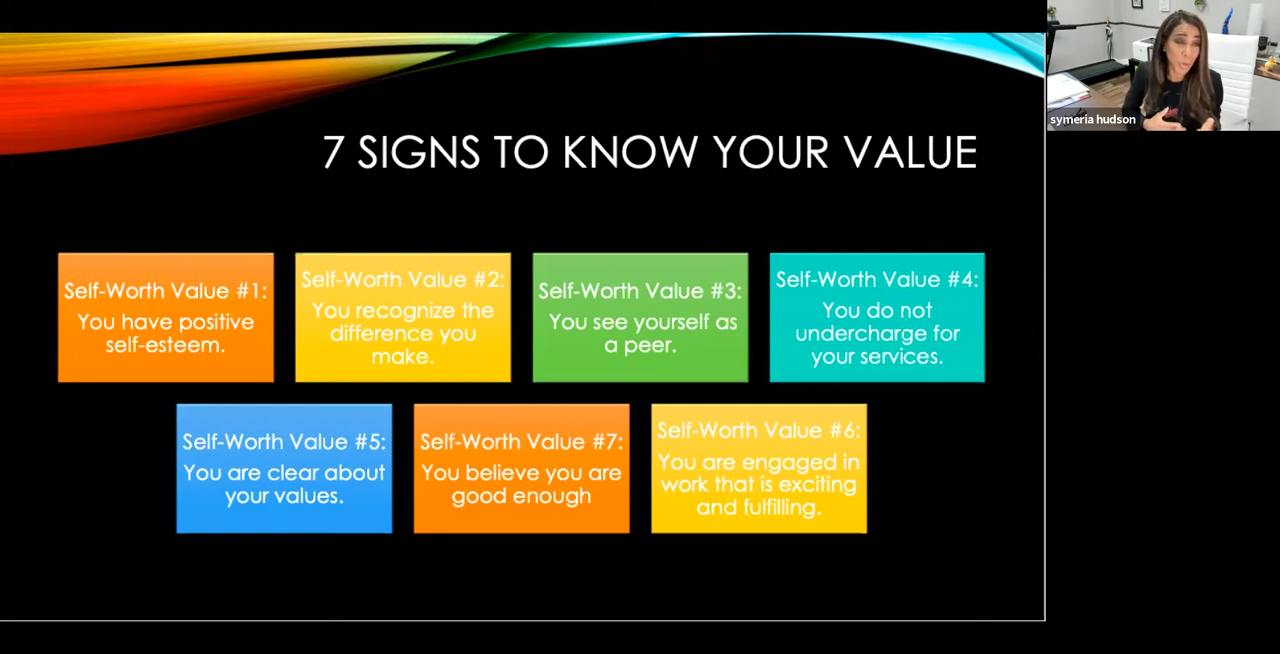 symeria hudson
7 SIGNS TO KNOW YOUR VALUE
Self-Worth Value #1:
You have positive
self-esteem.
Self-Worth Value #2:
You recognize the
difference you
make.
Self-Worth Value #3:
You see yourself as
a peer.
Self-Worth Value #4:
You do not
undercharge for
your services.
Self-Worth Value #5:
You are clear about
your values.
Self-Worth Value #7:
You believe you are
good enough
Self-Worth Value #6:
You are engaged in
work that is exciting
and fulfilling.